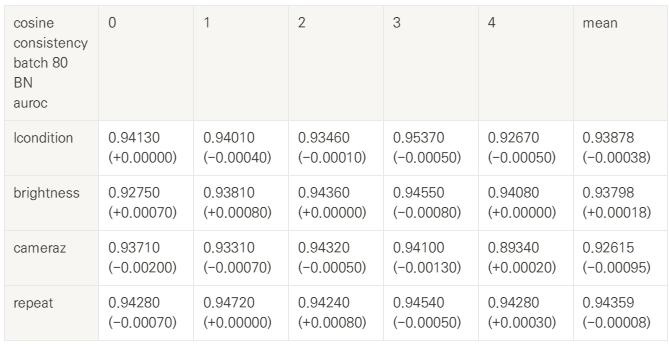 cosine consistency batch 80 BN auroc 0 1 2 3 4 mean
lcondition 0.94130 0.94010 0.93460 0.95370 0.92670 0.93878
(+0.00000) (−0.00040) (−0.00010) (−0.00050) (−0.00050) (−0.00038)
brightness 0.92750 0.93810 0.94360 0.94550 0.94080 0.93798
(+0.00070) (+0.00080) (+0.00000) (−0.00080) (+0.00000) (+0.00018)
cameraz 0.93710 0.93310 0.94320 0.94100 0.89340 0.92615
(−0.00200) (−0.00070) (−0.00050) (−0.00130) (+0.00020) (−0.00095)
repeat 0.94280 0.94720 0.94240 0.94540 0.94280 0.94359
(−0.00070) (+0.00000) (+0.00080) (−0.00050) (+0.00030) (−0.00008)